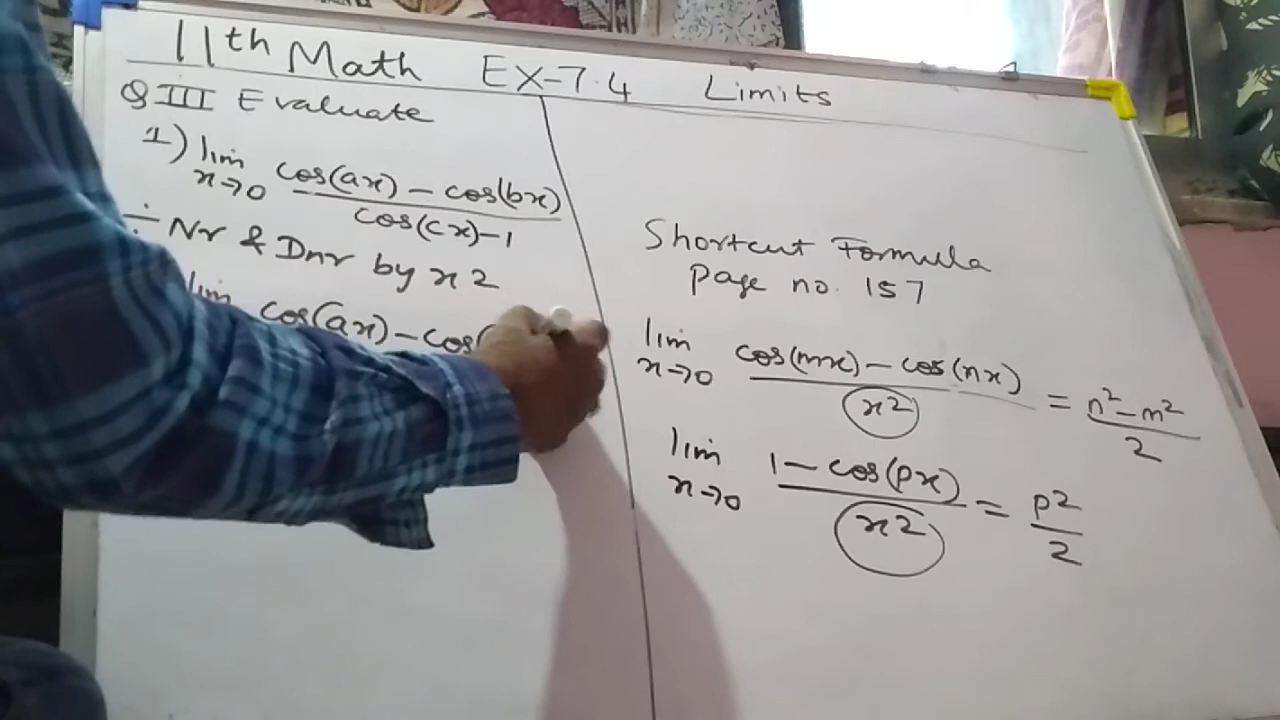 11th Math Ex-7.4 Limits
Q III Evaluate
1) lim x→0 cos(ax) - cos(bx) / cos(cx)-1
÷ Nr & Dnr by x2
lim cos(ax) - cos(
Shortcut Formula
Page no. 157
lim x→0 cos(mx) - cos(nx) / x2 = n² - m² / 2
lim x→0 1 - cos(px) / x2 = p2 / 2